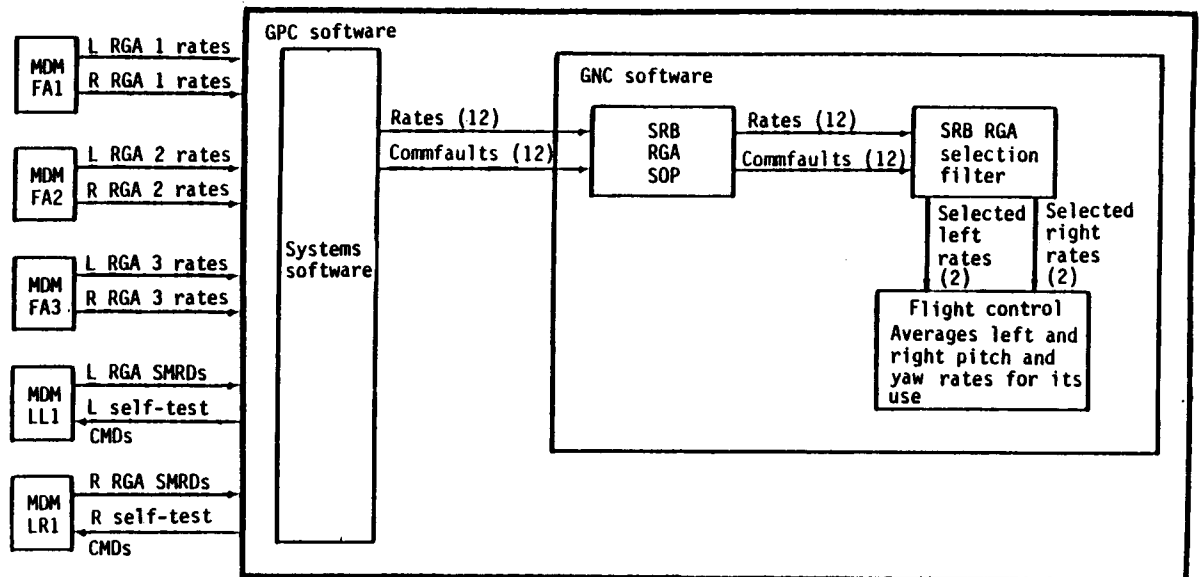 GPC software
MDM
FA1
L RGA 1 rates
R RGA 1 rates
MDM
FA2
L RGA 2 rates
R RGA 2 rates
MDM
FA3
L RGA 3 rates
R RGA 3 rates
MDM
LL1
L RGA SMRDs
L self-test
CMDs
MDM
LR1
R RGA SMRDs
R self-test
CMDs
Systems
software
Rates (12)
Commfaults (12)
GNC software
SRB
RGA
SOP
Rates (12)
Commfaults (12)
SRB RGA
selection
filter
Selected
left
rates
(2)
Selected
right
rates
(2)
Flight control
Averages left and
right pitch and
yaw rates for its
use